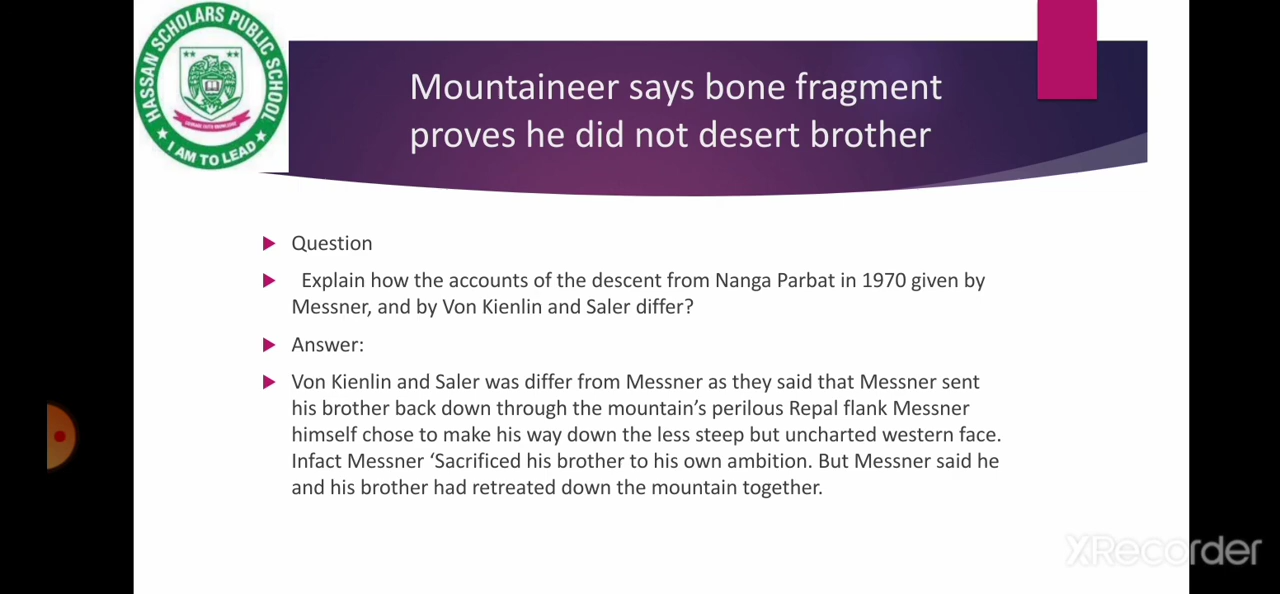 HASSAN SCHOLARS PUBLIC SCHOOL
I AM TO LEAD
Mountaineer says bone fragment
proves he did not desert brother
Question
Explain how the accounts of the descent from Nanga Parbat in 1970 given by
Messner, and by Von Kienlin and Saler differ?
Answer:
Von Kienlin and Saler was differ from Messner as they said that Messner sent
his brother back down through the mountain’s perilous Repal flank Messner
himself chose to make his way down the less steep but uncharted western face.
Infact Messner ‘Sacrificed his brother to his own ambition. But Messner said he
and his brother had retreated down the mountain together.
XRecorder